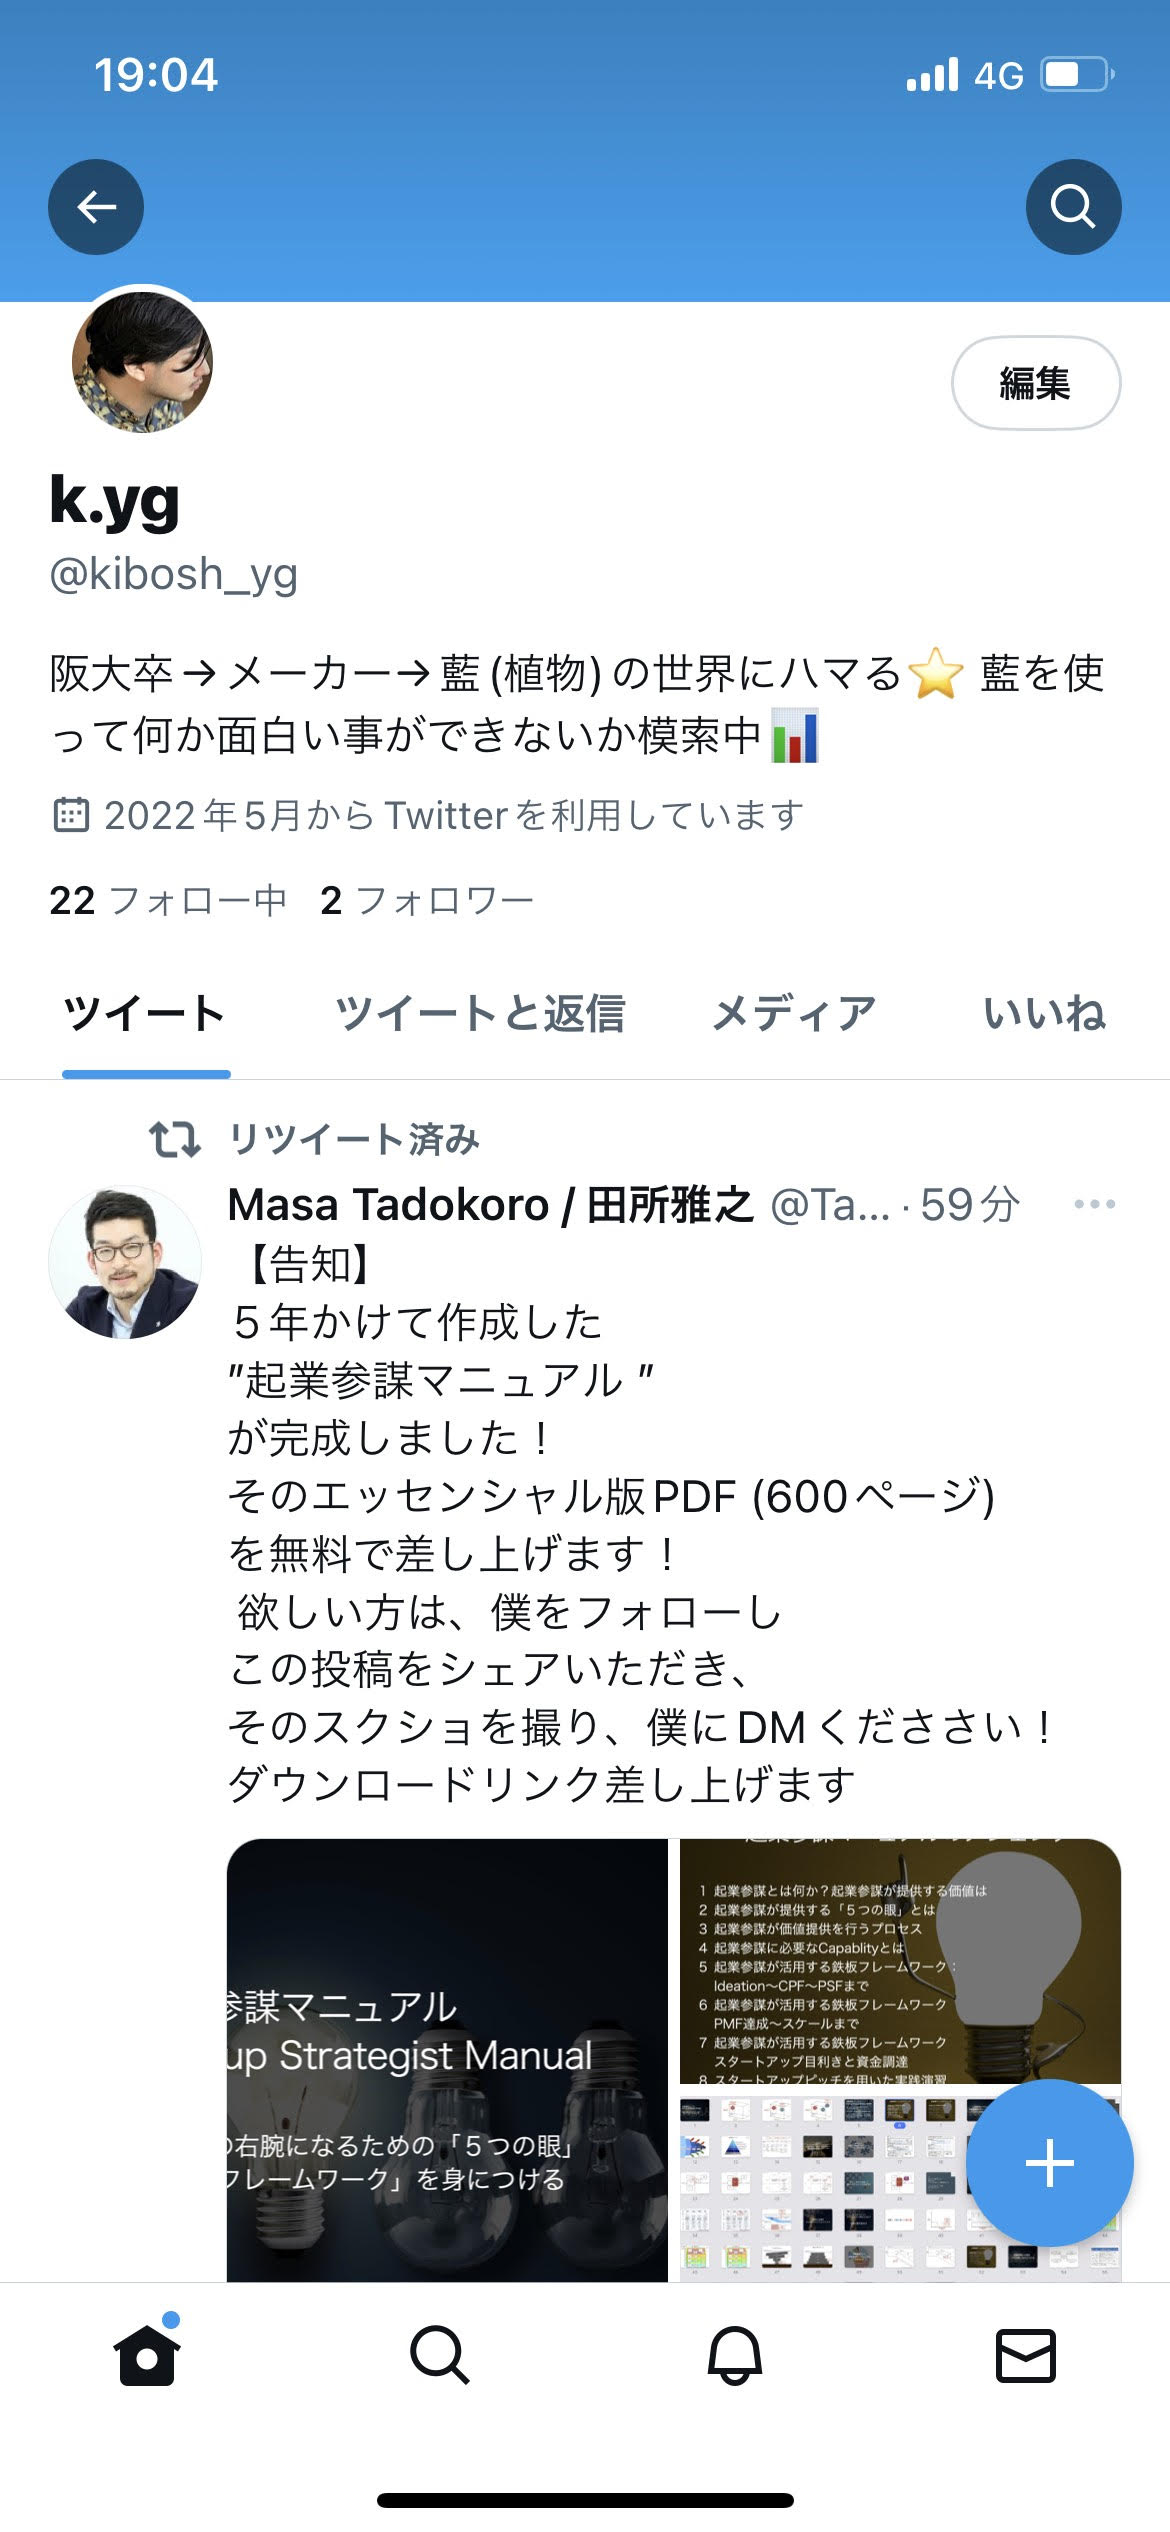 19:04
4G
編集
k.yg
@kibosh_yg
阪大卒→メーカー→藍(植物)の世界にハマる⭐ 藍を使
って何か面白い事ができないか模索中📊
2022年5月からTwitterを利用しています
22 フォロー中 2 フォロワー
ツイート ツイートと返信 メディア いいね
リツイート済み
Masa Tadokoro / 田所雅之 @Ta... · 59分
【告知】
５年かけて作成した
"起業参謀マニュアル "
が完成しました！
そのエッセンシャル版PDF (600ページ)
を無料で差し上げます！
欲しい方は、僕をフォローし
この投稿をシェアいただき、
そのスクショを撮り、僕にDMくだささい！
ダウンロードリンク差し上げます
参謀マニュアル
up Strategist Manual
の右腕になるための「５つの眼」
フレームワーク」を身につける
1 起業参謀とは何か？起業参謀が提供する価値は
2 起業参謀が提供する「５つの眼」とは
3 起業参謀が価値提供を行うプロセス
4 起業参謀に必要なCapablityとは
5 起業参謀が活用する鉄板フレームワーク：
Ideation〜CPF〜PSFまで
6 起業参謀が活用する鉄板フレームワーク
PMF達成〜スケールまで
7 起業参謀が活用する鉄板フレームワーク
スタートアップ目利きと資金調達
8 スタートアップピッチを用いた実践演習